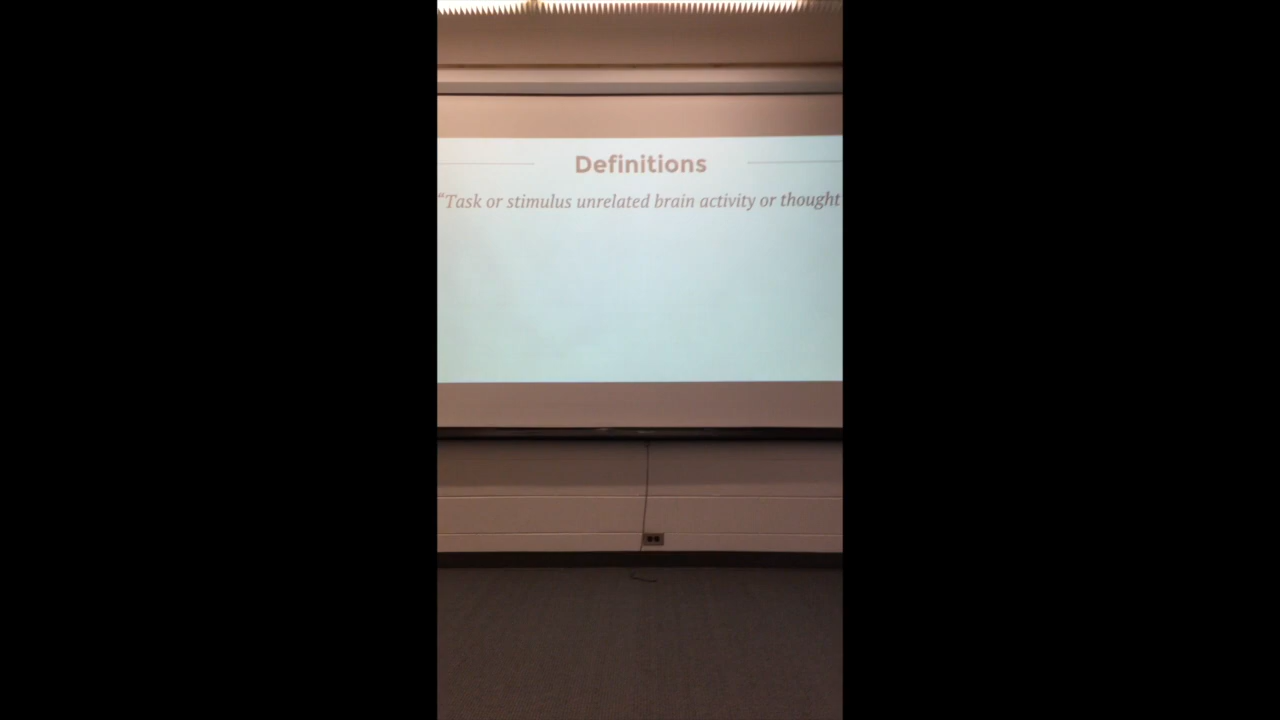 Definitions
“Task or stimulus unrelated brain activity or thought